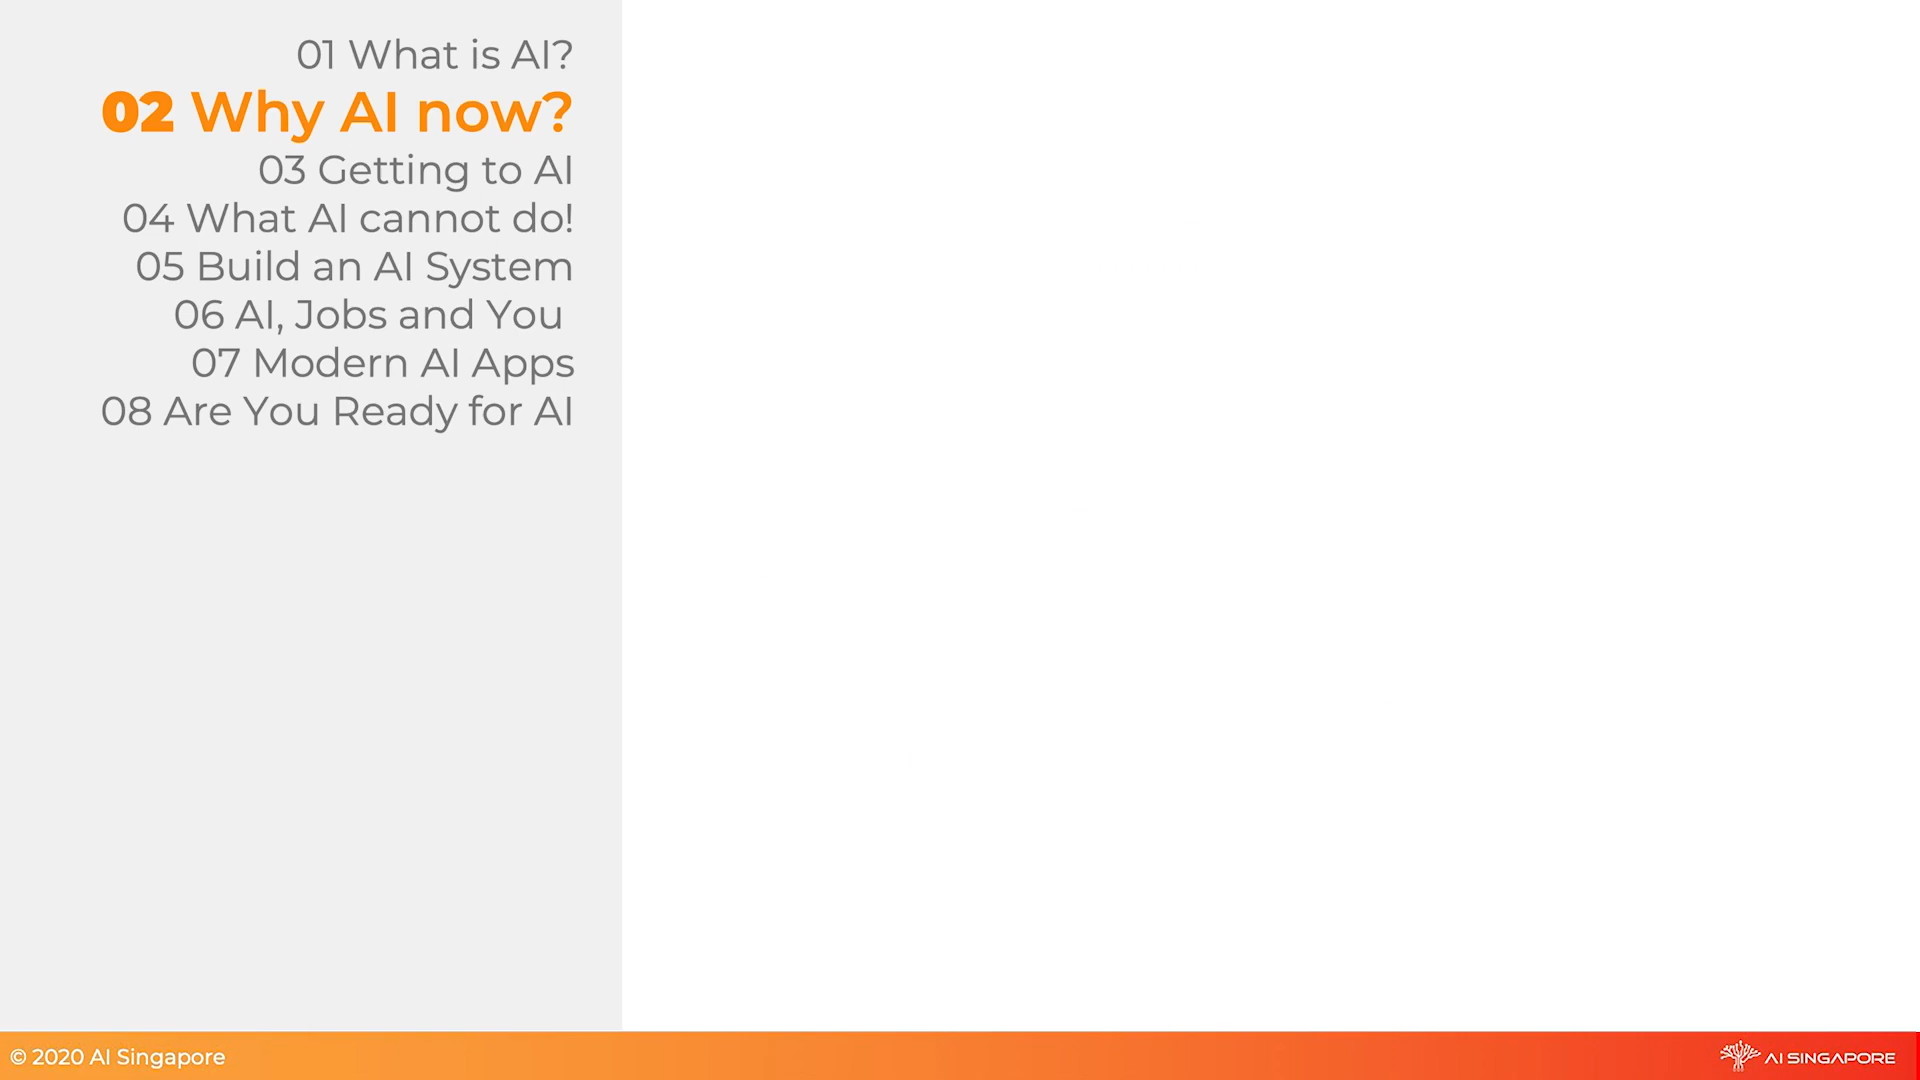 01 What is AI?
02 Why AI now?
03 Getting to AI
04 What AI cannot do!
05 Build an AI System
06 AI, Jobs and You
07 Modern AI Apps
08 Are You Ready for AI
© 2020 AI Singapore
AI SINGAPORE